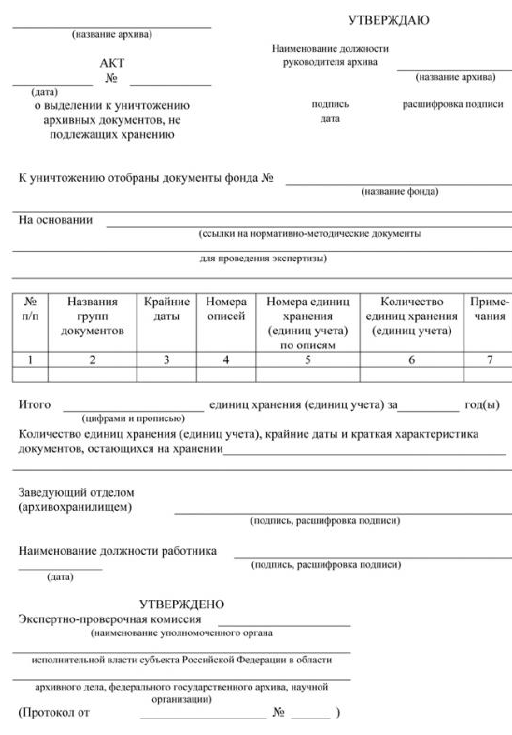 УТВЕРЖДАЮ
(название архива)
Наименование должности
руководителя архива
(название архива)
АКТ
№
(дата)
о выделении к уничтожению
архивных документов, не
подлежащих хранению
подпись
расшифровка подписи
дата
К уничтожению отобраны документы фонда №
(название фонда)
На основании
(ссылки на нормативно-методические документы
для проведения экспертизы)
№ п/п | Названия групп документов | Крайние даты | Номера описей | Номера единиц хранения (единиц учета) по описям | Количество единиц хранения (единиц учета) | Приме-чания
1 2 3 4 5 6 7
Итого единиц хранения (единиц учета) за год(ы)
(цифрами и прописью)
Количество единиц хранения (единиц учета), крайние даты и краткая характеристика
документов, остающихся на хранении
Заведующий отделом
(архивохранилищем)
(подпись, расшифровка подписи)
Наименование должности работника
(подпись, расшифровка подписи)
(дата)
УТВЕРЖДЕНО
Экспертно-проверочная комиссия
(наименование уполномоченного органа
исполнительной власти субъекта Российской Федерации в области
архивного дела, федерального государственного архива, научной
организации)
(Протокол от № )